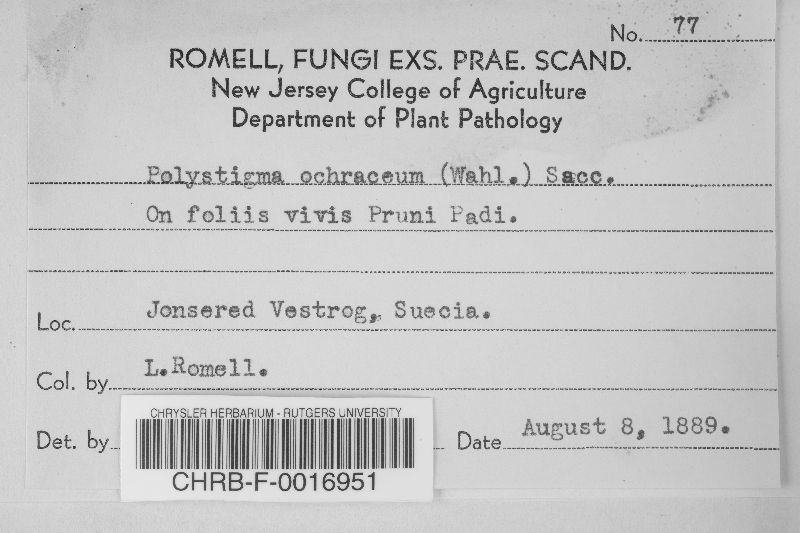 No. 77
ROMELL, FUNGI EXS. PRAE. SCAND.
New Jersey College of Agriculture
Department of Plant Pathology
Polystigma ochraceum (Wahl.) Sacc.
On foliis vivis Pruni Padi.
Loc. Jonsered Vestrog, Suecia.
Col. by L.Romell.
Det. by
Date August 8, 1889.
CHRYSLER HERBARIUM - RUTGERS UNIVERSITY
CHRB-F-0016951